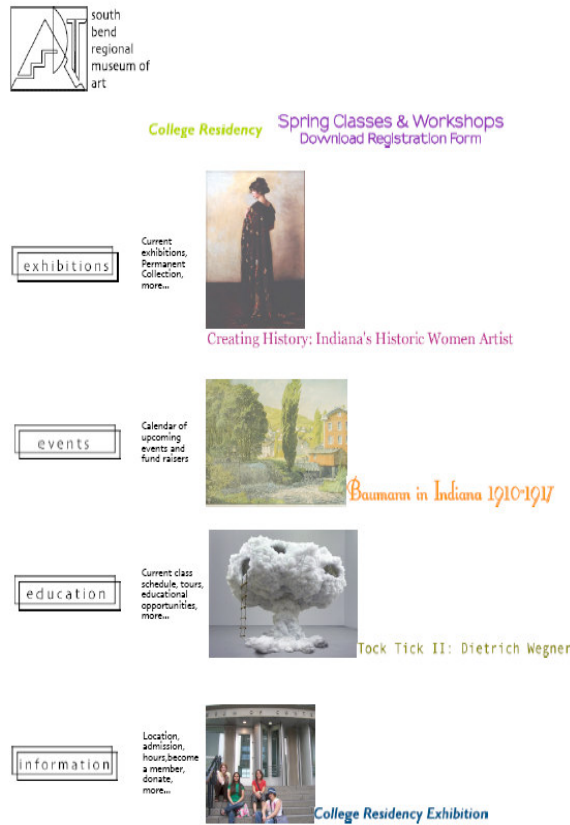 south
bend
regional
museum of
art
College Residency
Spring Classes & Workshops
Download Registration Form
exhibitions
Current
exhibitions,
Permanent
Collection,
more...
Creating History: Indiana's Historic Women Artist
events
Calendar of
upcoming
events and
fund raisers
Baumann in Indiana 1910-1917
education
Current class
schedule, tours,
educational
opportunities,
more...
Tock Tick II: Dietrich Wegner
information
Location,
admission,
hours,become
a member,
donate,
more...
College Residency Exhibition